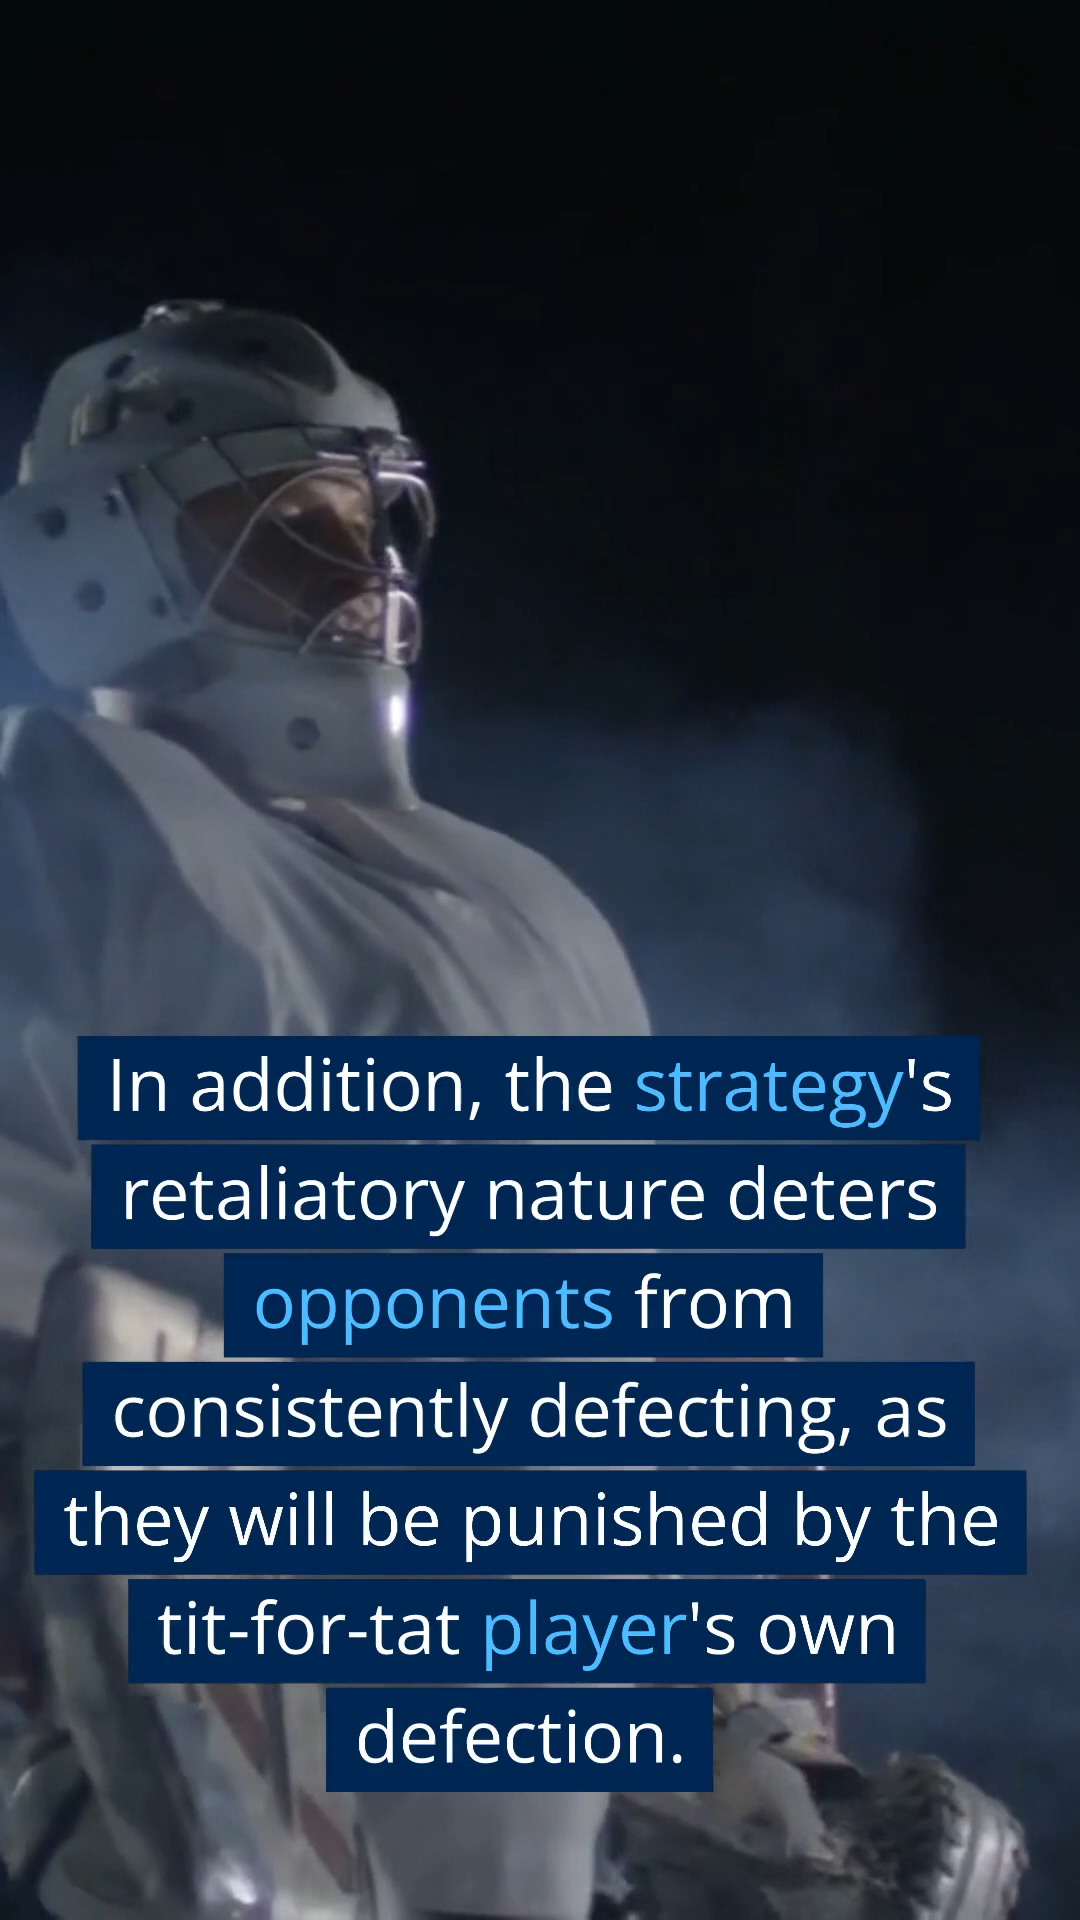 In addition, the strategy's
retaliatory nature deters
opponents from
consistently defecting, as
they will be punished by the
tit-for-tat player's own
defection.